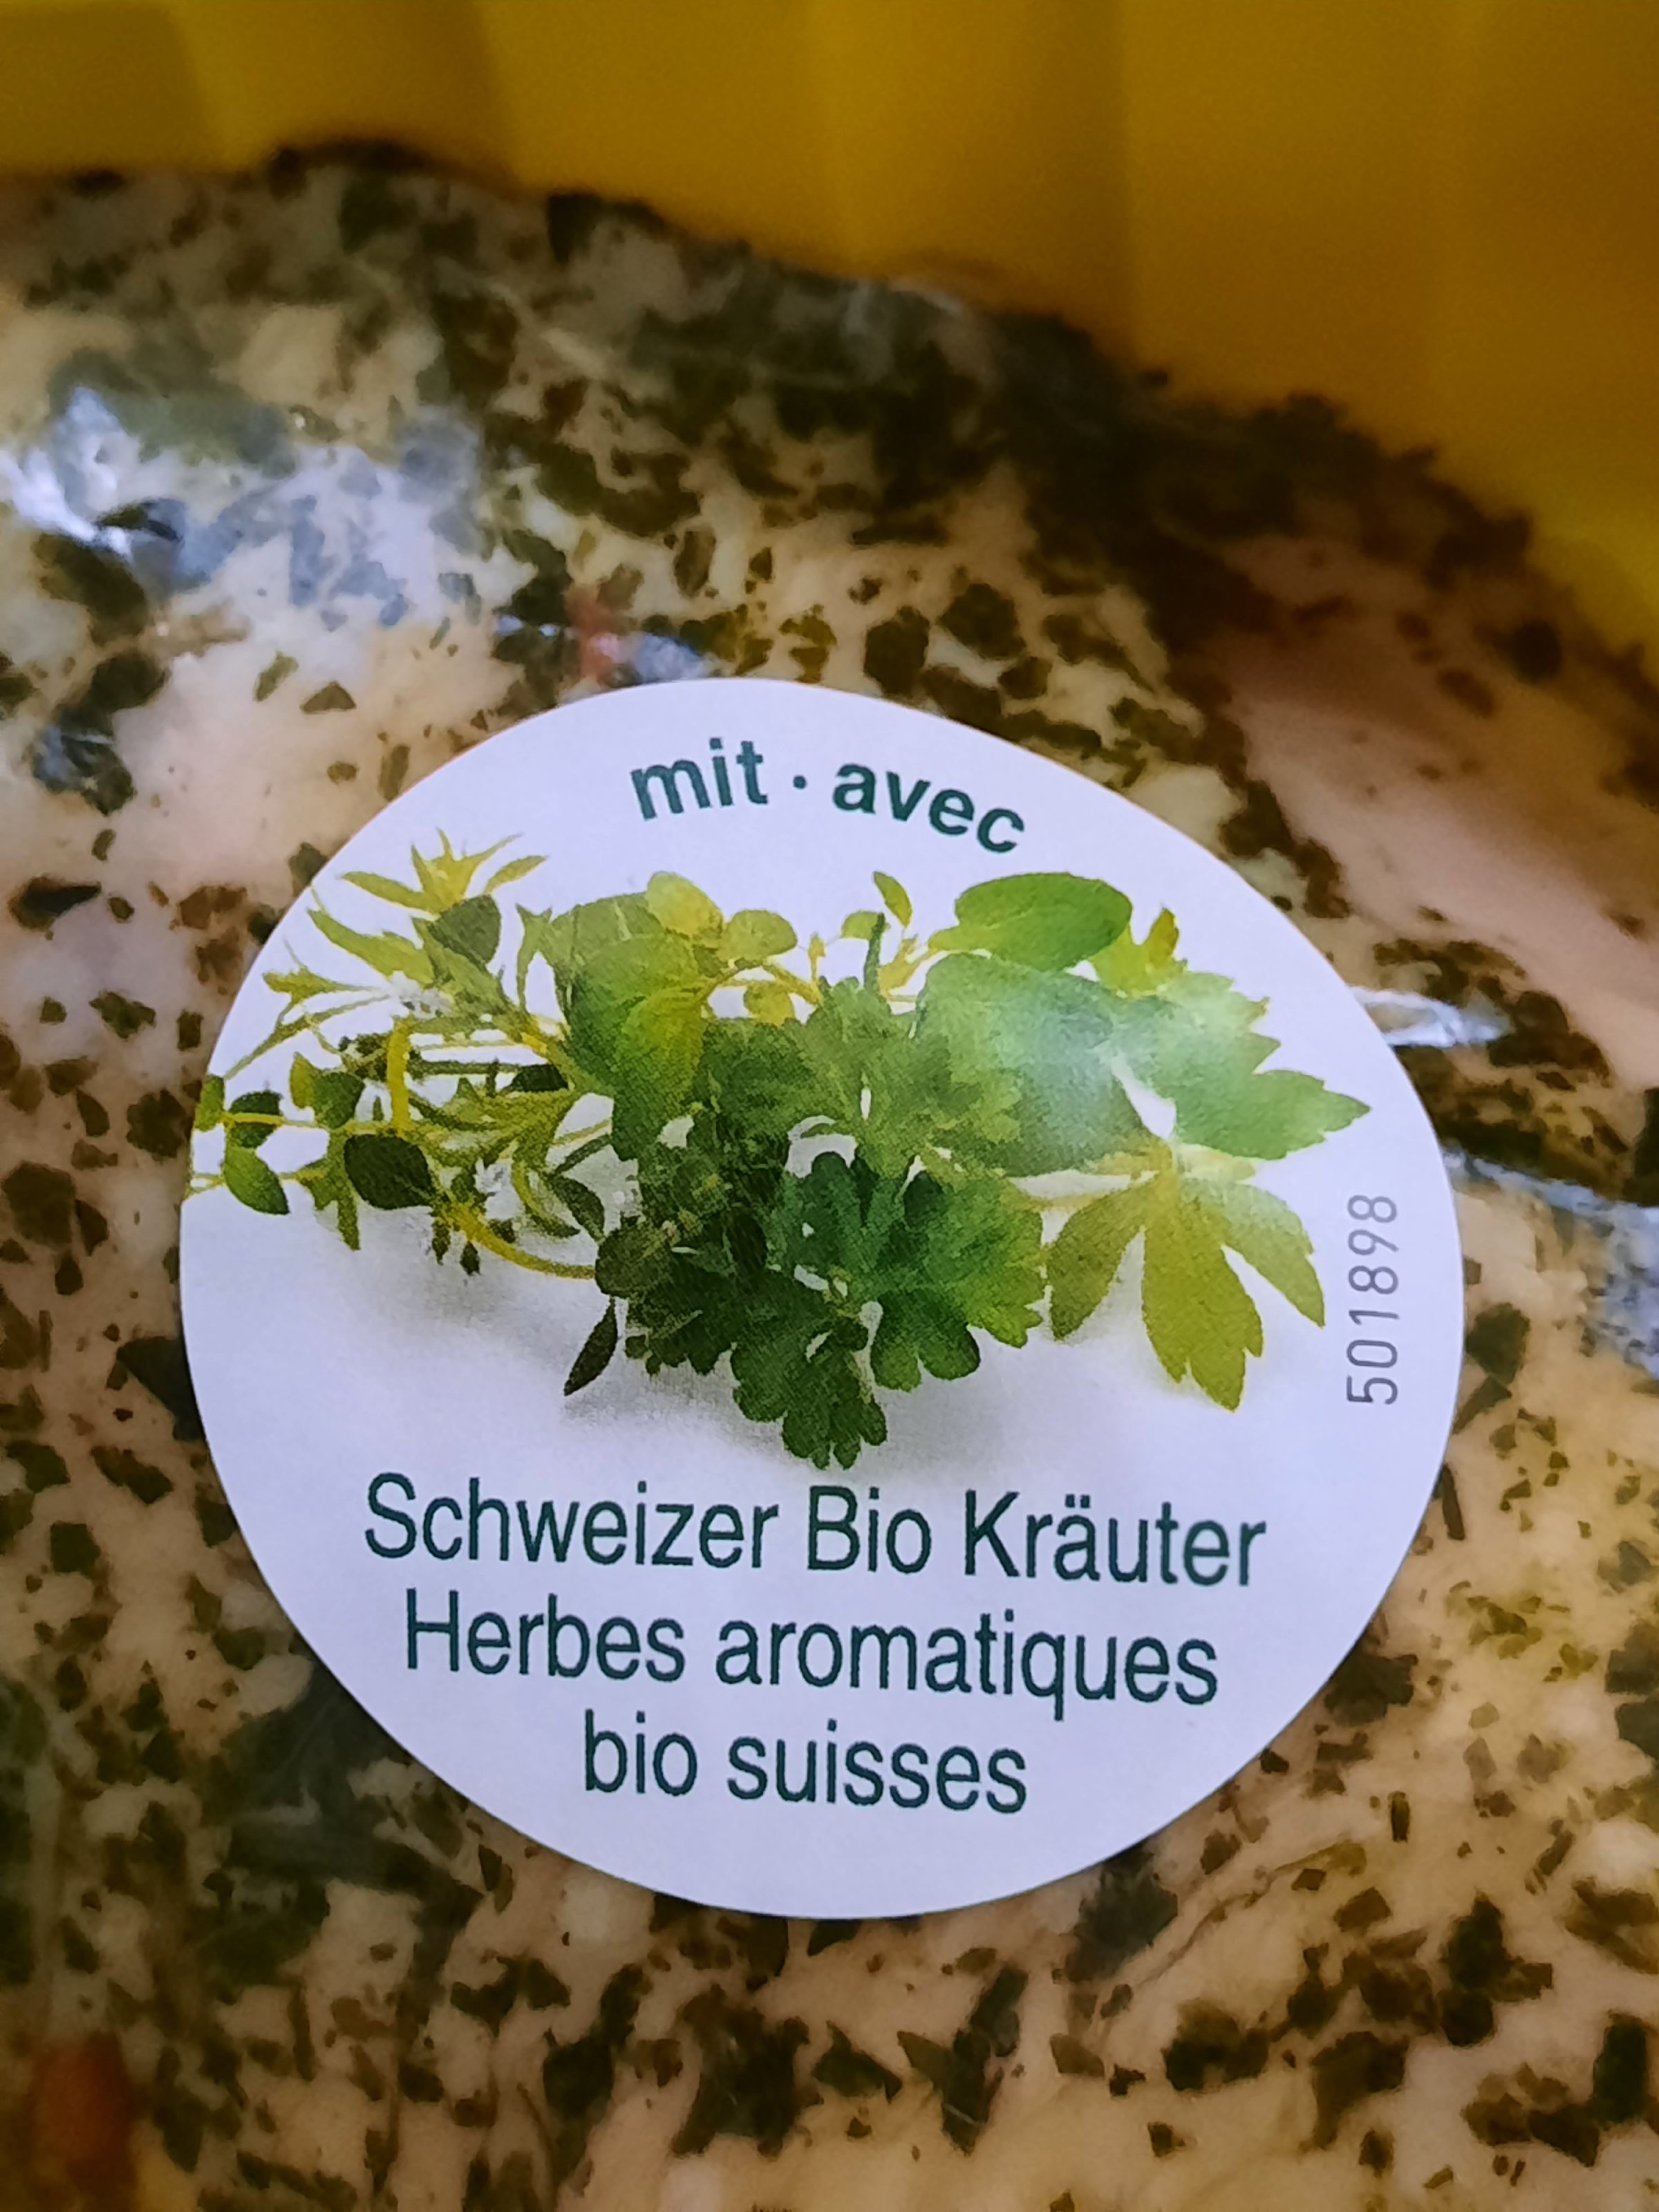 mit · avec
501898
Schweizer Bio Kräuter
Herbes aromatiques
bio suisses